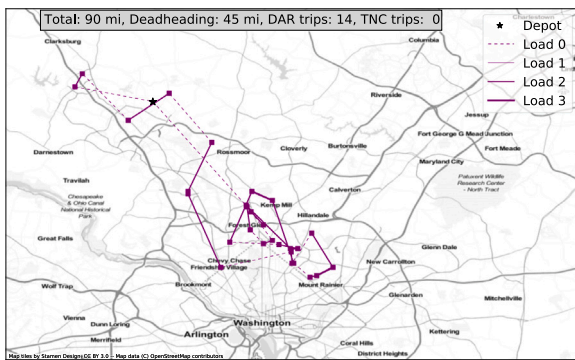 Total: 90 mi, Deadheading: 45 mi, DAR trips: 14, TNC trips: 0
Depot
Load 0
Load 1
Load 2
Load 3
Clarksburg
Columbia
Riverside
Jessup
Fort George G Mead Junction
Fort Meade
Maryland City
Darnestown
Rossmoor
Cloverly
Burtonsville
Travilah
Patuxent Wildlife
Research Center
- North Tract
Chesapeake
& Ohio Canal
National Historical
Park
Calverton
Kemp Mill
Hillandale
Great Falls
Forest Glen
Glenn Dale
Chevy Chase
Friendship Village
New Carrollton
Wolf Trap
Brookmont
Mount Rainier
Glenarden
Mitchellville
Vienna
Dunn Loring
Washington
Kettering
Merrifield
Arlington
Coral Hills
District Heights
Map tiles by Stamen Design, CC BY 3.0 -- Map data (C) OpenStreetMap contributors